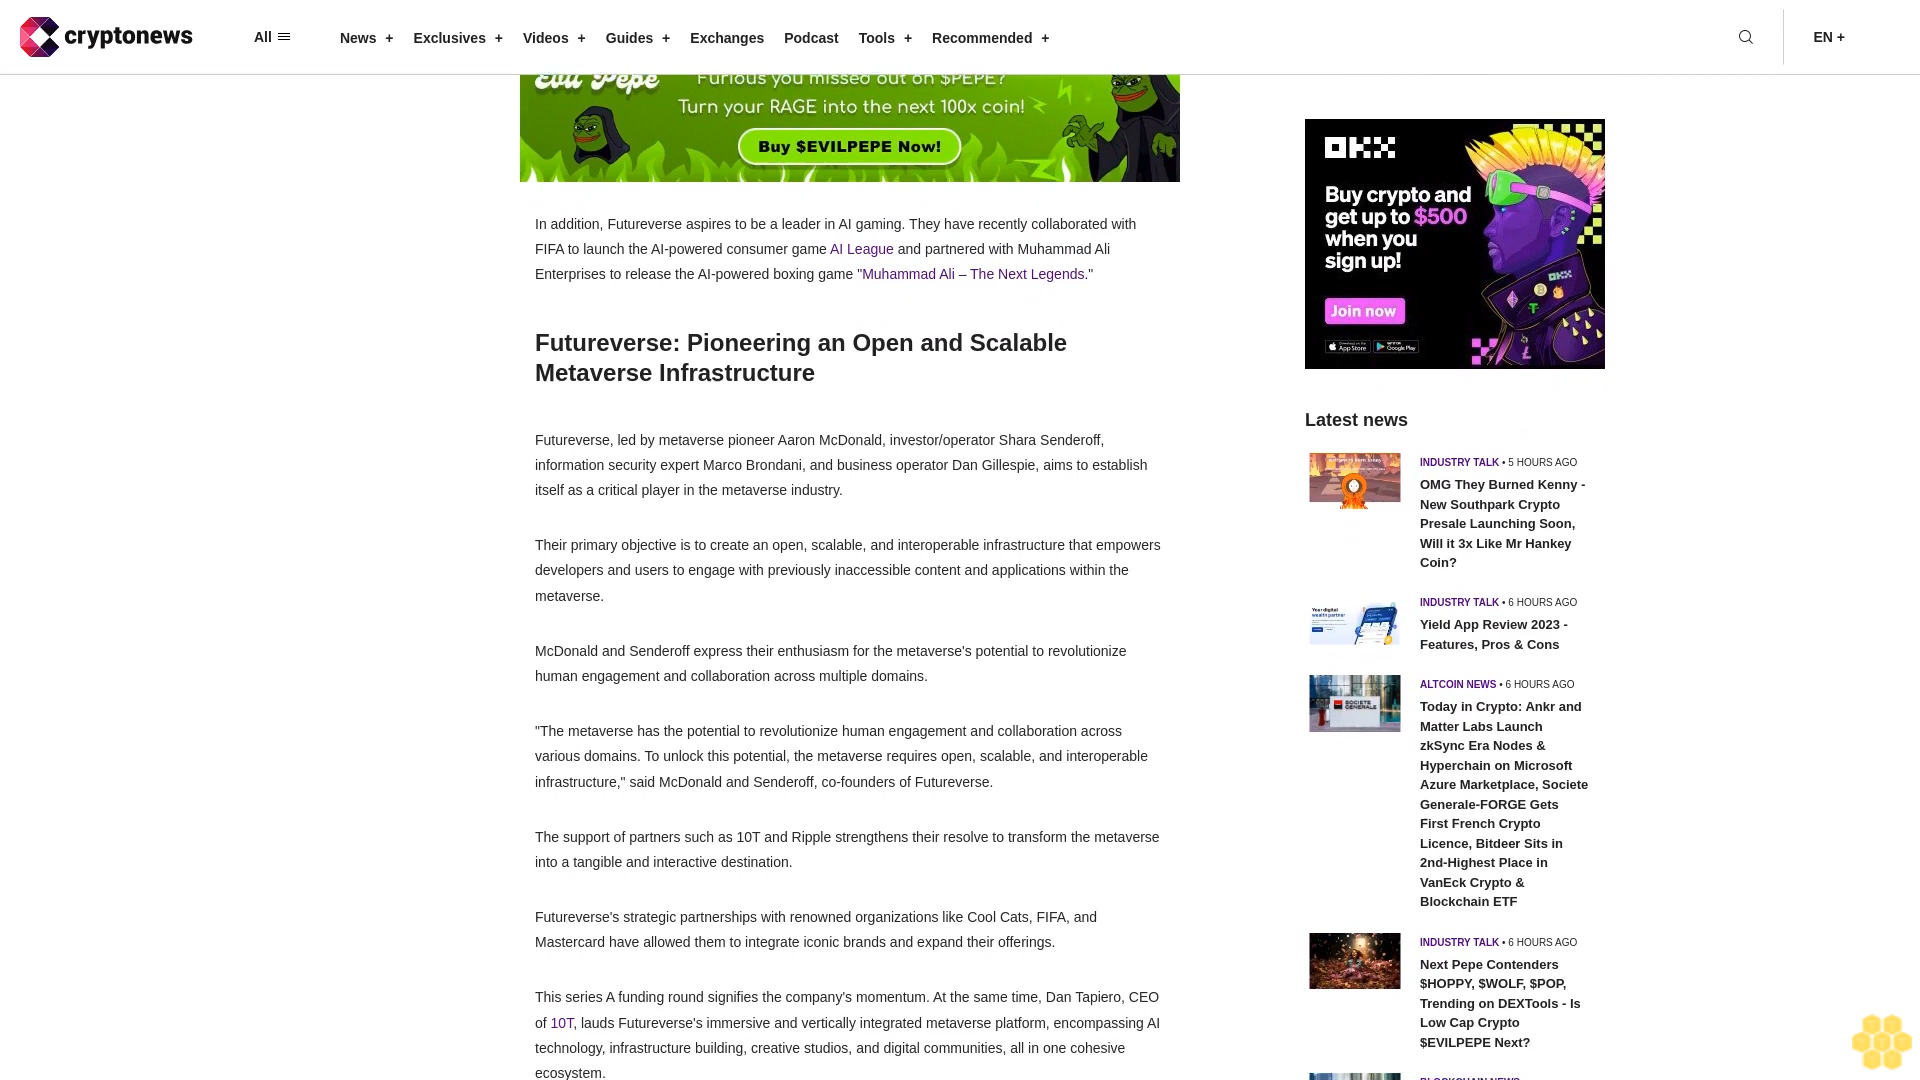 cryptonews
All
News +
Exclusives +
Videos +
Guides +
Exchanges
Podcast
Tools +
Recommended +
EN +
Evil Pepe
Furious you missed out on $PEPE?
Turn your RAGE into the next 100x coin!
Buy $EVILPEPE Now!
In addition, Futureverse aspires to be a leader in AI gaming. They have recently collaborated with
FIFA to launch the AI-powered consumer game AI League and partnered with Muhammad Ali
Enterprises to release the AI-powered boxing game "Muhammad Ali – The Next Legends."
Futureverse: Pioneering an Open and Scalable
Metaverse Infrastructure
Futureverse, led by metaverse pioneer Aaron McDonald, investor/operator Shara Senderoff,
information security expert Marco Brondani, and business operator Dan Gillespie, aims to establish
itself as a critical player in the metaverse industry.
Their primary objective is to create an open, scalable, and interoperable infrastructure that empowers
developers and users to engage with previously inaccessible content and applications within the
metaverse.
McDonald and Senderoff express their enthusiasm for the metaverse's potential to revolutionize
human engagement and collaboration across multiple domains.
"The metaverse has the potential to revolutionize human engagement and collaboration across
various domains. To unlock this potential, the metaverse requires open, scalable, and interoperable
infrastructure," said McDonald and Senderoff, co-founders of Futureverse.
The support of partners such as 10T and Ripple strengthens their resolve to transform the metaverse
into a tangible and interactive destination.
Futureverse's strategic partnerships with renowned organizations like Cool Cats, FIFA, and
Mastercard have allowed them to integrate iconic brands and expand their offerings.
This series A funding round signifies the company's momentum. At the same time, Dan Tapiero, CEO
of 10T, lauds Futureverse's immersive and vertically integrated metaverse platform, encompassing AI
technology, infrastructure building, creative studios, and digital communities, all in one cohesive
ecosystem.
OKX
Buy crypto and
get up to $500
when you
sign up!
Join now
App Store
Google Play
OKX
Latest news
INDUSTRY TALK • 5 HOURS AGO
OMG They Burned Kenny -
New Southpark Crypto
Presale Launching Soon,
Will it 3x Like Mr Hankey
Coin?
Your digital
wealth partner
INDUSTRY TALK • 6 HOURS AGO
Yield App Review 2023 -
Features, Pros & Cons
SOCIETE
GENERALE
ALTCOIN NEWS • 6 HOURS AGO
Today in Crypto: Ankr and
Matter Labs Launch
zkSync Era Nodes &
Hyperchain on Microsoft
Azure Marketplace, Societe
Generale-FORGE Gets
First French Crypto
Licence, Bitdeer Sits in
2nd-Highest Place in
VanEck Crypto &
Blockchain ETF
INDUSTRY TALK • 6 HOURS AGO
Next Pepe Contenders
$HOPPY, $WOLF, $POP,
Trending on DEXTools - Is
Low Cap Crypto
$EVILPEPE Next?
BLOCKCHAIN NEWS